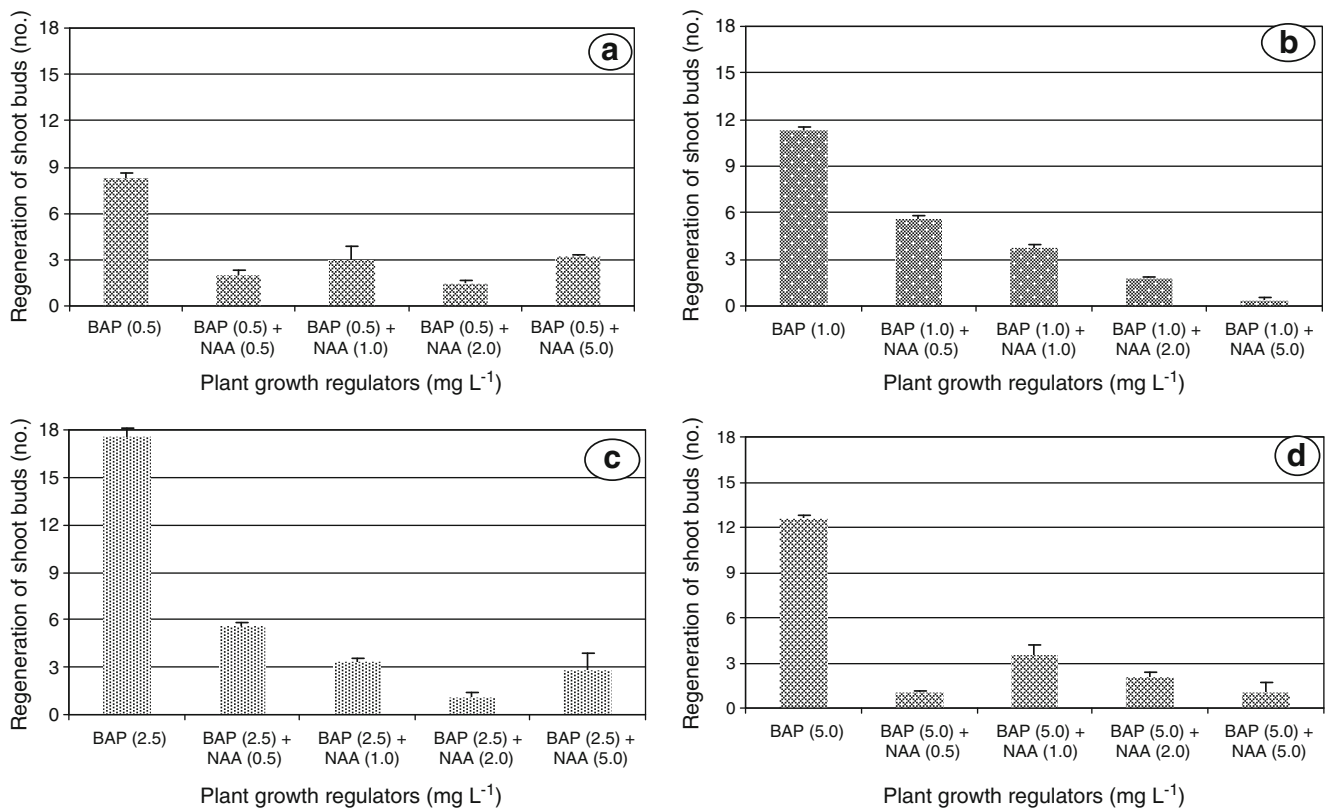 Regeneration of shoot buds (no.)
18
15
12
9
6
3
0
a
BAP (0.5)
BAP (0.5) +
NAA (0.5)
BAP (0.5) +
NAA (1.0)
BAP (0.5) +
NAA (2.0)
BAP (0.5) +
NAA (5.0)
Plant growth regulators (mg L⁻¹)
Regeneration of shoot buds (no.)
18
15
12
9
6
3
0
b
BAP (1.0)
BAP (1.0) +
NAA (0.5)
BAP (1.0) +
NAA (1.0)
BAP (1.0) +
NAA (2.0)
BAP (1.0) +
NAA (5.0)
Plant growth regulators (mg L⁻¹)
Regeneration of shoot buds (no.)
18
15
12
9
6
3
0
c
BAP (2.5)
BAP (2.5) +
NAA (0.5)
BAP (2.5) +
NAA (1.0)
BAP (2.5) +
NAA (2.0)
BAP (2.5) +
NAA (5.0)
Plant growth regulators (mg L⁻¹)
Regeneration of shoot buds (no.)
18
15
12
9
6
3
0
d
BAP (5.0)
BAP (5.0) +
NAA (0.5)
BAP (5.0) +
NAA (1.0)
BAP (5.0) +
NAA (2.0)
BAP (5.0) +
NAA (5.0)
Plant growth regulators (mg L⁻¹)